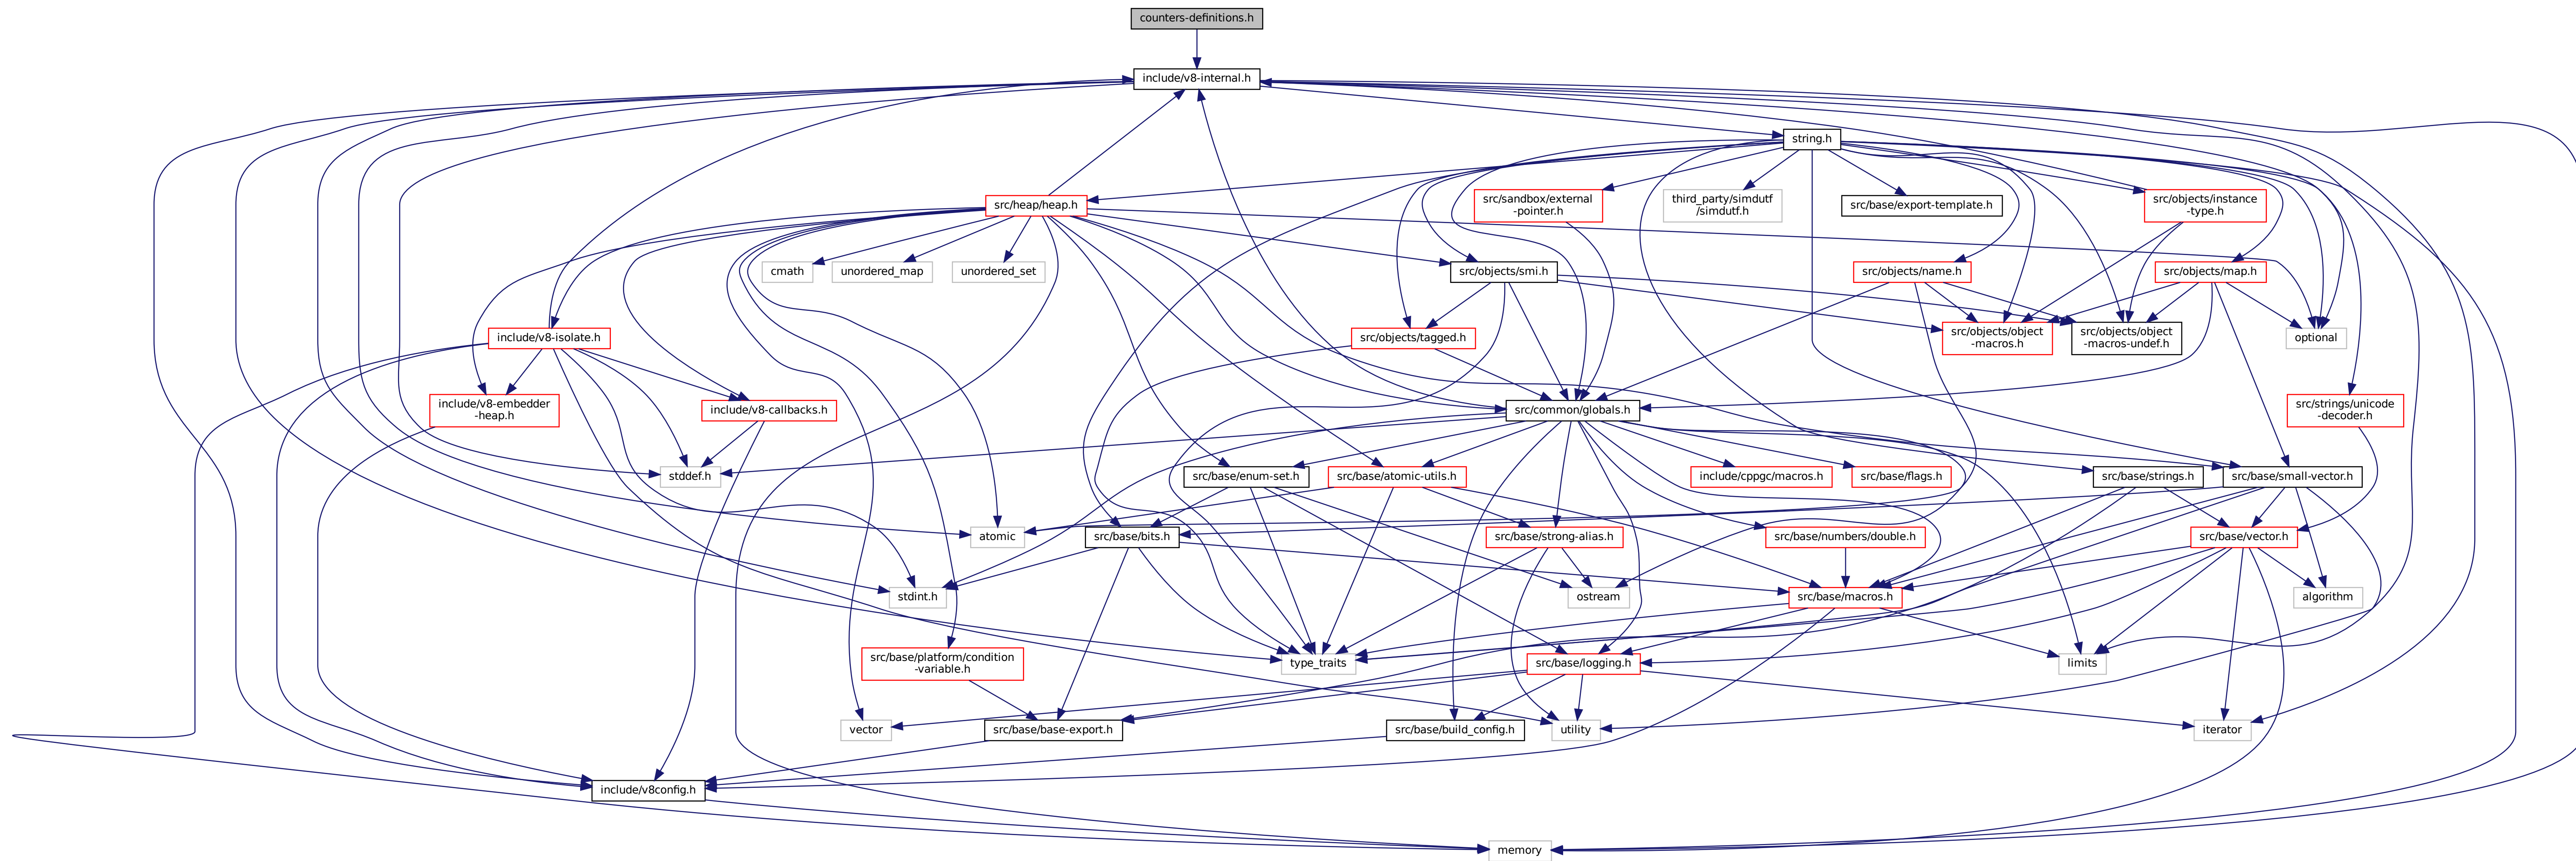 counters-definitions.h
include/v8-internal.h
string.h
src/heap/heap.h
src/sandbox/external
-pointer.h
third_party/simdutf
/simdutf.h
src/base/export-template.h
src/objects/instance
-type.h
cmath
unordered_map
unordered_set
src/objects/smi.h
src/objects/name.h
src/objects/map.h
include/v8-isolate.h
src/objects/tagged.h
src/objects/object
-macros.h
src/objects/object
-macros-undef.h
optional
include/v8-embedder
-heap.h
include/v8-callbacks.h
src/common/globals.h
src/strings/unicode
-decoder.h
stddef.h
src/base/enum-set.h
src/base/atomic-utils.h
include/cppgc/macros.h
src/base/flags.h
src/base/strings.h
src/base/small-vector.h
atomic
src/base/bits.h
src/base/strong-alias.h
src/base/numbers/double.h
src/base/vector.h
stdint.h
ostream
src/base/macros.h
algorithm
src/base/platform/condition
-variable.h
type_traits
src/base/logging.h
limits
vector
src/base/base-export.h
utility
src/base/build_config.h
iterator
include/v8config.h
memory